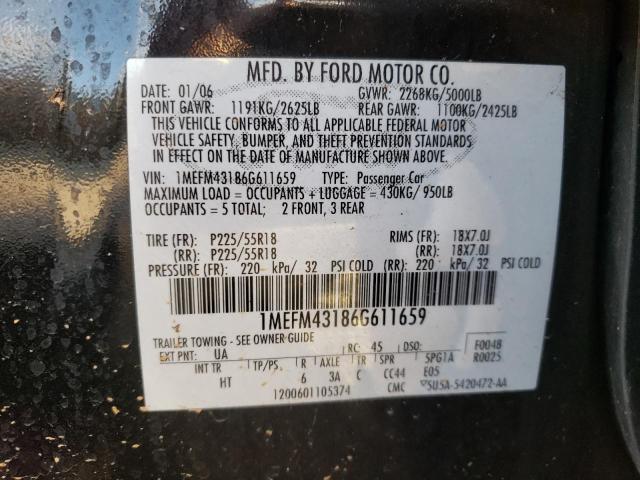 MFD. BY FORD MOTOR CO.
DATE: 01/06 GVWR: 2268KG/5000LB
FRONT GAWR: 1191KG/2625LB REAR GAWR: 1100KG/2425LB
THIS VEHICLE CONFORMS TO ALL APPLICABLE FEDERAL MOTOR
VEHICLE SAFETY, BUMPER, AND THEFT PREVENTION STANDARDS
IN EFFECT ON THE DATE OF MANUFACTURE SHOWN ABOVE.
VIN: 1MEFM43186G611659 TYPE: Passenger Car
MAXIMUM LOAD = OCCUPANTS + LUGGAGE = 430KG/ 950LB
OCCUPANTS = 5 TOTAL; 2 FRONT, 3 REAR
TIRE (FR): P225/55R18 RIMS (FR): 18X7.0J
(RR): P225/55R18 (RR): 18X7.0J
PRESSURE (FR): 220 kPa/ 32 PSI COLD (RR): 220 kPa/ 32 PSI COLD
1MEFM43186G611659
TRAILER TOWING - SEE OWNER GUIDE
EXT PNT: UA RC: 45 DSO: F0048
INT TR TP/PS R AXLE TR SPR SPG1A R0025
HT 6 3A C CC44 E05
1200601105374 CMC 5U5A-5420472-AA